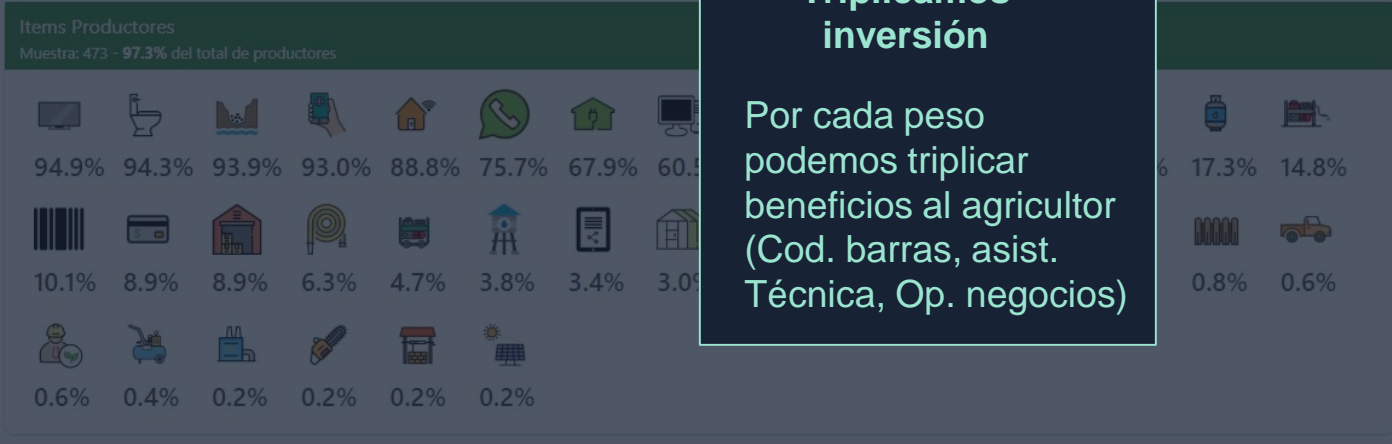 Items Productores
Muestra: 473 - 97.3% del total de productores
Triplicamos
inversión
Por cada peso
podemos triplicar
beneficios al agricultor
(Cod. barras, asist.
Técnica, Op. negocios)
94.9% 94.3% 93.9% 93.0% 88.8% 75.7% 67.9% 17.3% 14.8%
10.1% 8.9% 8.9% 6.3% 4.7% 3.8% 3.4% 0.8% 0.6%
0.6% 0.4% 0.2% 0.2% 0.2% 0.2%